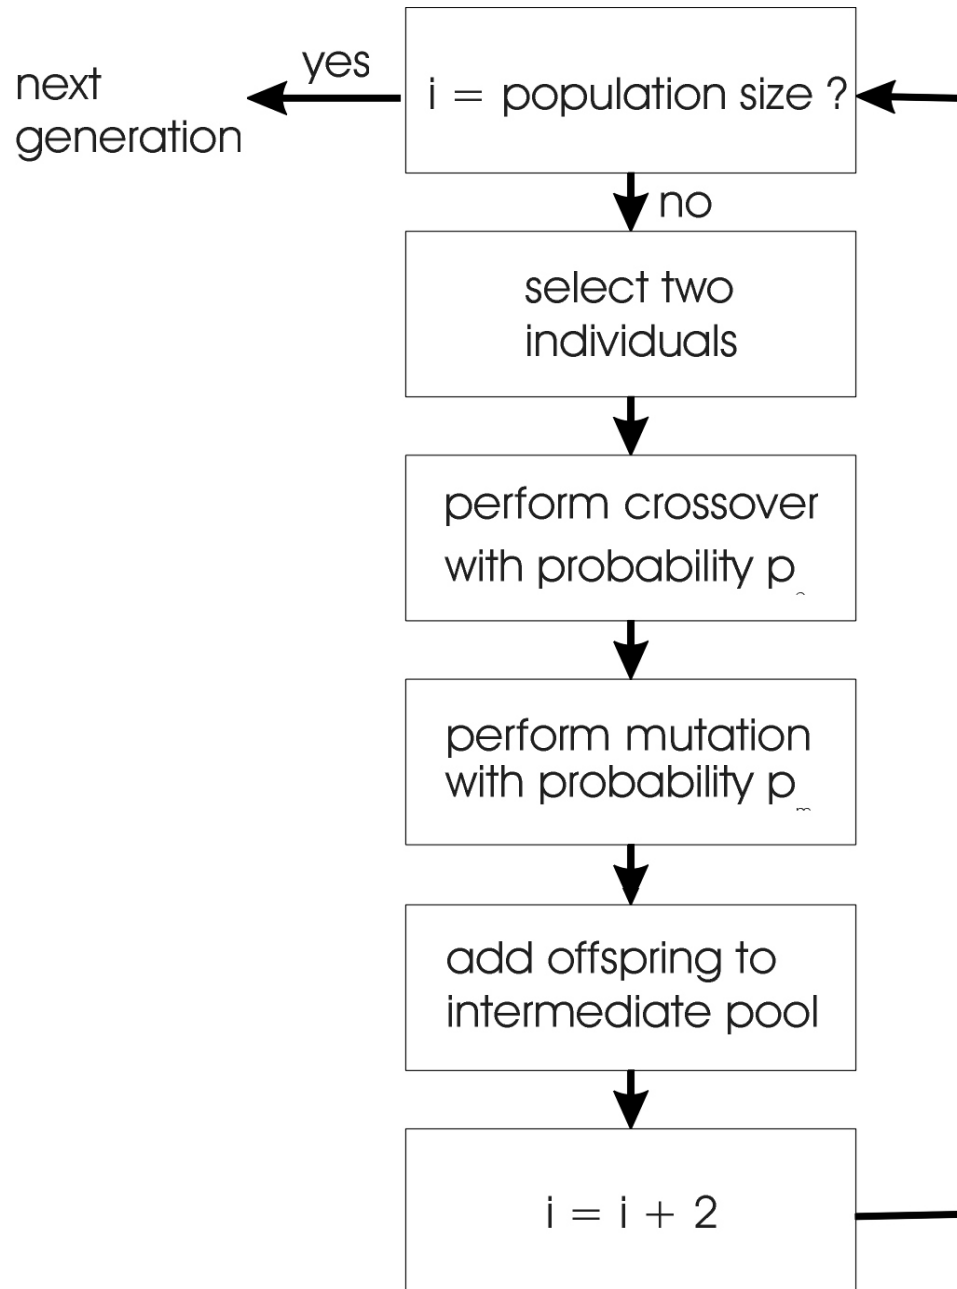 yes
next
generation
i = population size ?
no
select two
individuals
perform crossover
with probability p
perform mutation
with probability p
m
add offspring to
intermediate pool
i = i + 2